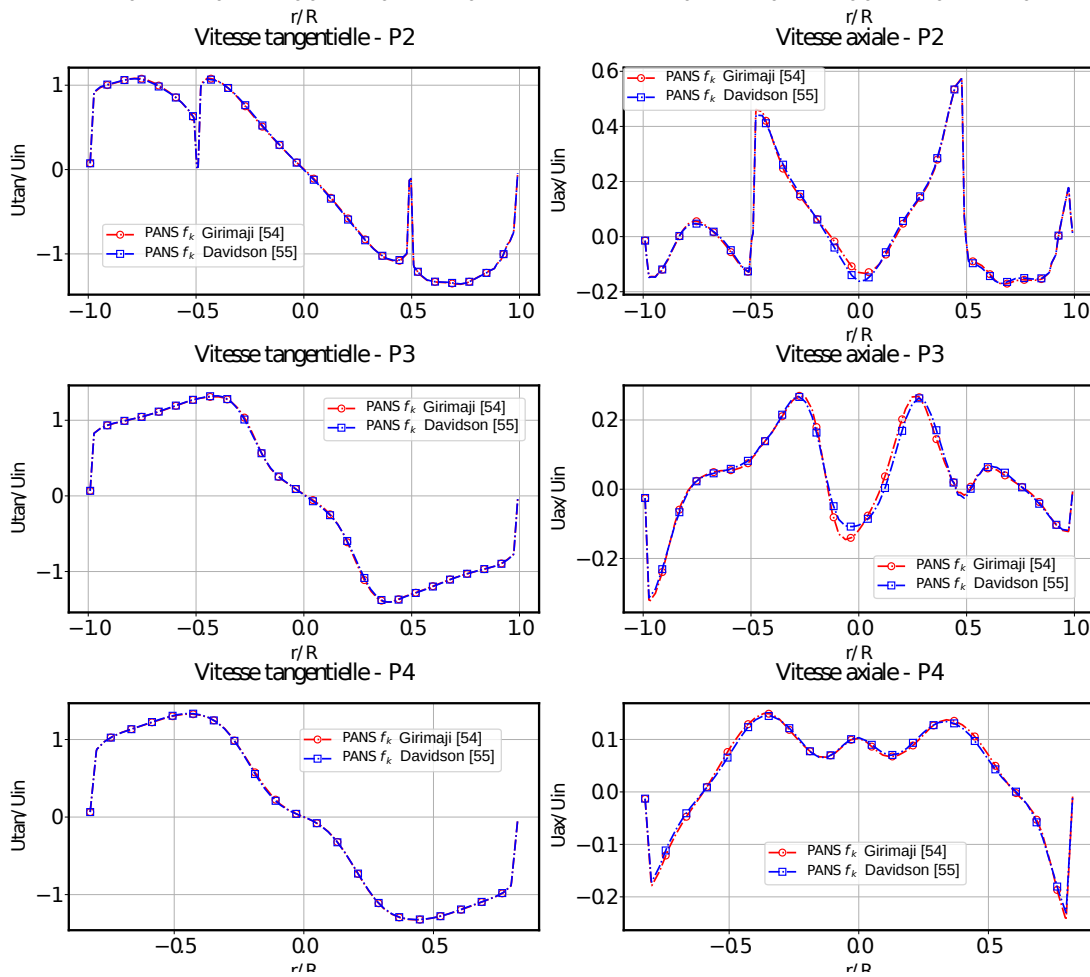 r/R
r/R
Vitesse tangentielle - P2
Vitesse axiale - P2
Utan/Uin
1
0
−1
PANS fk Girimaji [54]
PANS fk Davidson [55]
−1.0
−0.5
0.0
0.5
1.0
r/R
Uax/Uin
0.6
0.4
0.2
0.0
−0.2
PANS fk Girimaji [54]
PANS fk Davidson [55]
−1.0
−0.5
0.0
0.5
1.0
r/R
Vitesse tangentielle - P3
Vitesse axiale - P3
Utan/Uin
1
0
−1
PANS fk Girimaji [54]
PANS fk Davidson [55]
−1.0
−0.5
0.0
0.5
1.0
r/R
Uax/Uin
0.2
0.0
−0.2
PANS fk Girimaji [54]
PANS fk Davidson [55]
−1.0
−0.5
0.0
0.5
1.0
r/R
Vitesse tangentielle - P4
Vitesse axiale - P4
Utan/Uin
1
0
−1
PANS fk Girimaji [54]
PANS fk Davidson [55]
−0.5
0.0
0.5
r/R
Uax/Uin
0.1
0.0
−0.1
−0.2
PANS fk Girimaji [54]
PANS fk Davidson [55]
−0.5
0.0
0.5
r/R